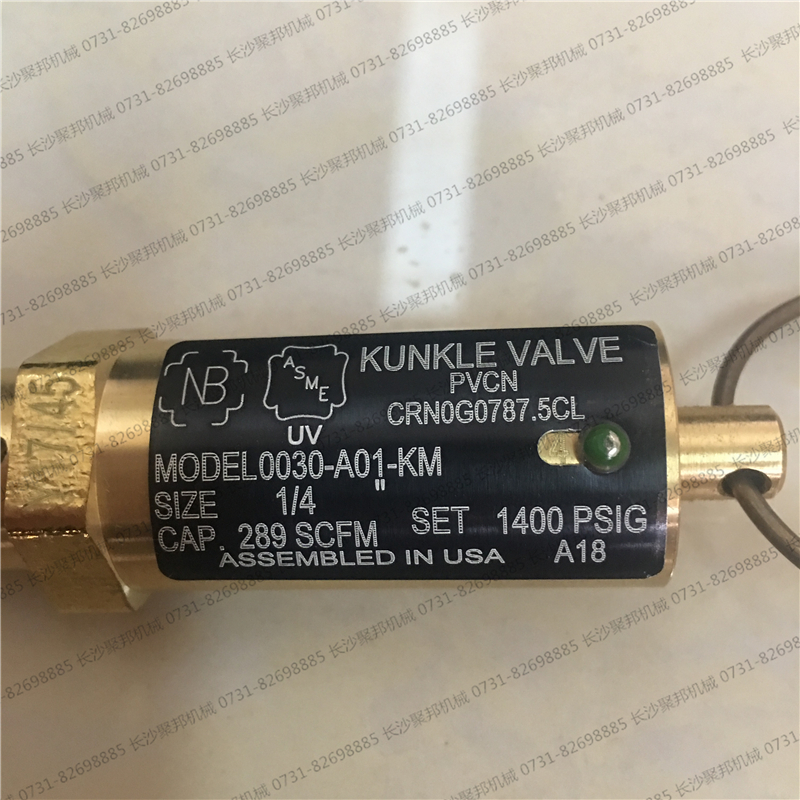 NB
ASME
UV
KUNKLE VALVE
PVCN
CRN0G0787.5CL
MODEL0030-A01-KM
SIZE 1/4 "
CAP. 289 SCFM SET 1400 PSIG
ASSEMBLED IN USA A18
长沙聚邦机械 0731-82698885